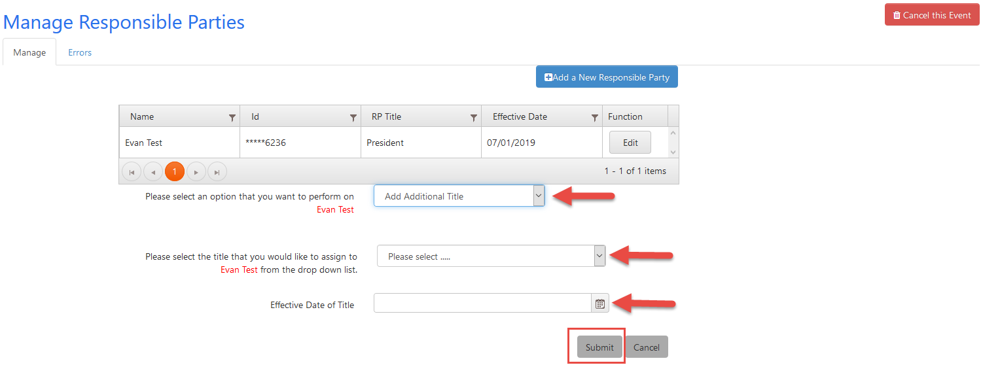 Manage Responsible Parties
Cancel this Event
Manage
Errors
Add a New Responsible Party
Name Id RP Title Effective Date Function
Evan Test *****6236 President 07/01/2019 Edit
1
1 - 1 of 1 items
Please select an option that you want to perform on
Evan Test
Add Additional Title
Please select the title that you would like to assign to
Evan Test from the drop down list.
Please select .....
Effective Date of Title
Submit
Cancel